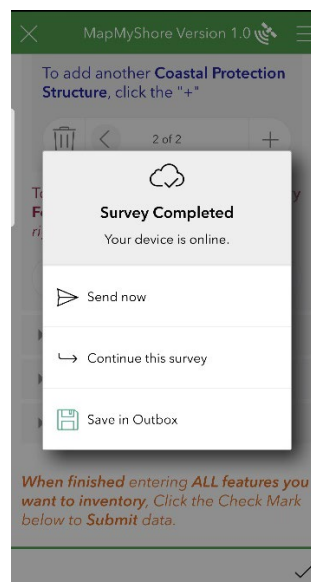 MapMyShore Version 1.0
To add another Coastal Protection
Structure, click the "+"
2 of 2
Survey Completed
Your device is online.
Send now
Continue this survey
Save in Outbox
When finished entering ALL features you
want to inventory, Click the Check Mark
below to Submit data.